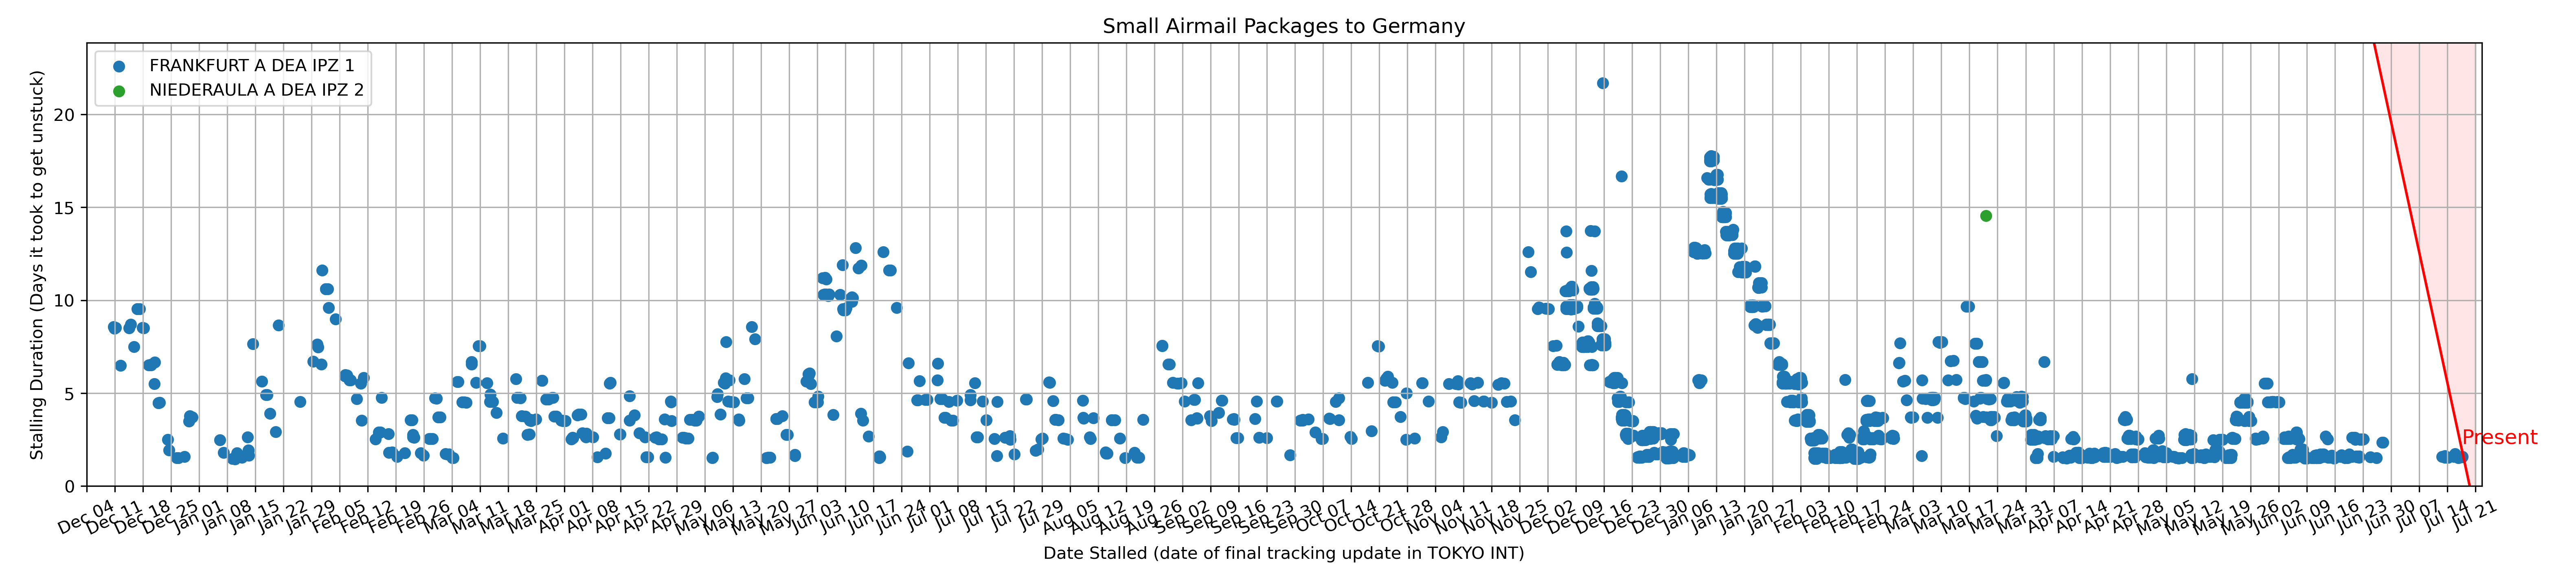 Small Airmail Packages to Germany
FRANKFURT A DEA IPZ 1
NIEDERAULA A DEA IPZ 2
Stalling Duration (Days it took to get unstuck)
20
15
10
5
0
Present
Dec 04
Dec 11
Dec 18
Dec 25
Jan 01
Jan 08
Jan 15
Jan 22
Jan 29
Feb 05
Feb 12
Feb 19
Feb 26
Mar 04
Mar 11
Mar 18
Mar 25
Apr 01
Apr 08
Apr 15
Apr 22
Apr 29
May 06
May 13
May 20
May 27
Jun 03
Jun 10
Jun 17
Jun 24
Jul 01
Jul 08
Jul 15
Jul 22
Jul 29
Aug 05
Aug 12
Aug 19
Aug 26
Sep 02
Sep 09
Sep 16
Sep 23
Sep 30
Oct 07
Oct 14
Oct 21
Oct 28
Nov 04
Nov 11
Nov 18
Nov 25
Dec 02
Dec 09
Dec 16
Dec 23
Dec 30
Jan 06
Jan 13
Jan 20
Jan 27
Feb 03
Feb 10
Feb 17
Feb 24
Mar 03
Mar 10
Mar 17
Mar 24
Mar 31
Apr 07
Apr 14
Apr 21
Apr 28
May 05
May 12
May 19
May 26
Jun 02
Jun 09
Jun 16
Jun 23
Jun 30
Jul 07
Jul 14
Jul 21
Date Stalled (date of final tracking update in TOKYO INT)